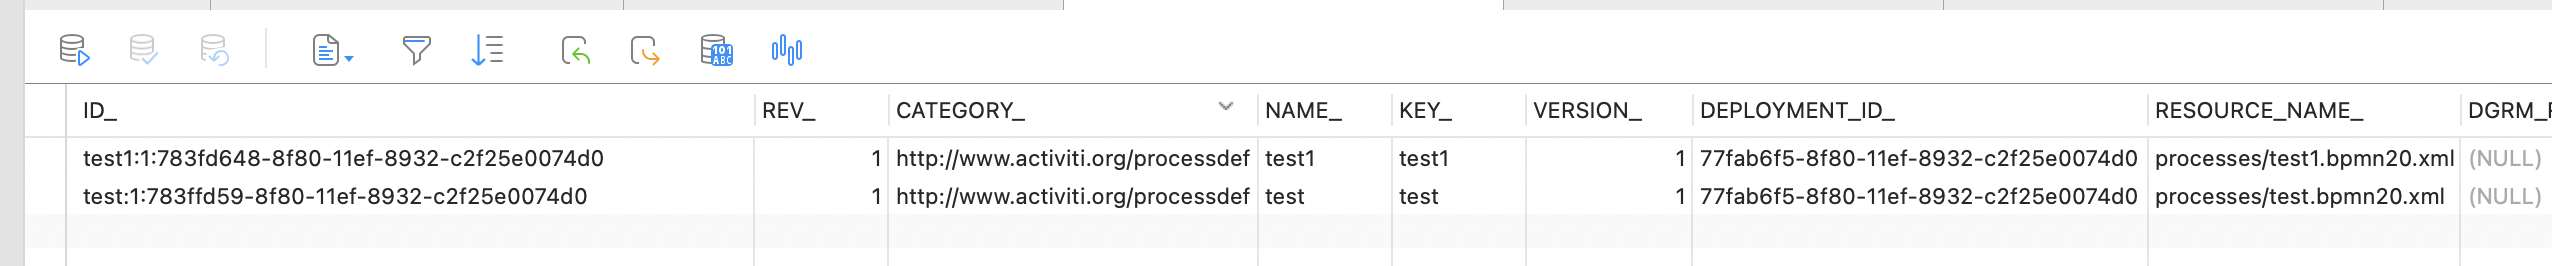 101
ABC
ID_ REV_ CATEGORY_ NAME_ KEY_ VERSION_ DEPLOYMENT_ID_ RESOURCE_NAME_ DGRM_
test1:1:783fd648-8f80-11ef-8932-c2f25e0074d0 1 http://www.activiti.org/processdef test1 test1 1 77fab6f5-8f80-11ef-8932-c2f25e0074d0 processes/test1.bpmn20.xml (NULL)
test:1:783ffd59-8f80-11ef-8932-c2f25e0074d0 1 http://www.activiti.org/processdef test test 1 77fab6f5-8f80-11ef-8932-c2f25e0074d0 processes/test.bpmn20.xml (NULL)